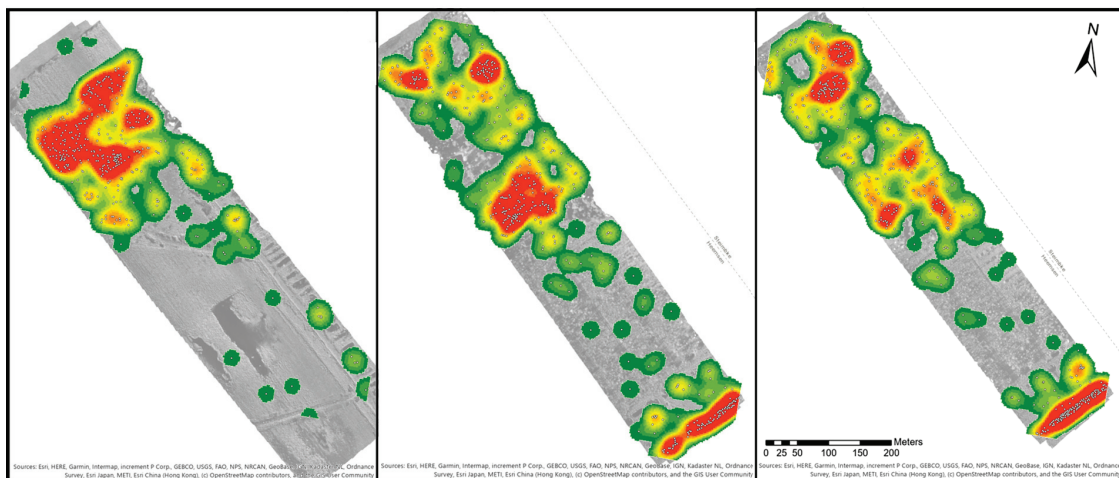 N
Steimbke
Heemsen
Steimbke
Heemsen
Meters
0 25 50 100 150 200
Sources: Esri, HERE, Garmin, Intermap, increment P Corp., GEBCO, USGS, FAO, NPS, NRCAN, GeoBase, IGN, Kadaster NL, Ordnance
Survey, Esri Japan, METI, Esri China (Hong Kong), (c) OpenStreetMap contributors, and the GIS User Community
Sources: Esri, HERE, Garmin, Intermap, increment P Corp., GEBCO, USGS, FAO, NPS, NRCAN, GeoBase, IGN, Kadaster NL, Ordnance
Survey, Esri Japan, METI, Esri China (Hong Kong), (c) OpenStreetMap contributors, and the GIS User Community
Sources: Esri, HERE, Garmin, Intermap, increment P Corp., GEBCO, USGS, FAO, NPS, NRCAN, GeoBase, IGN, Kadaster NL, Ordnance
Survey, Esri Japan, METI, Esri China (Hong Kong), (c) OpenStreetMap contributors, and the GIS User Community